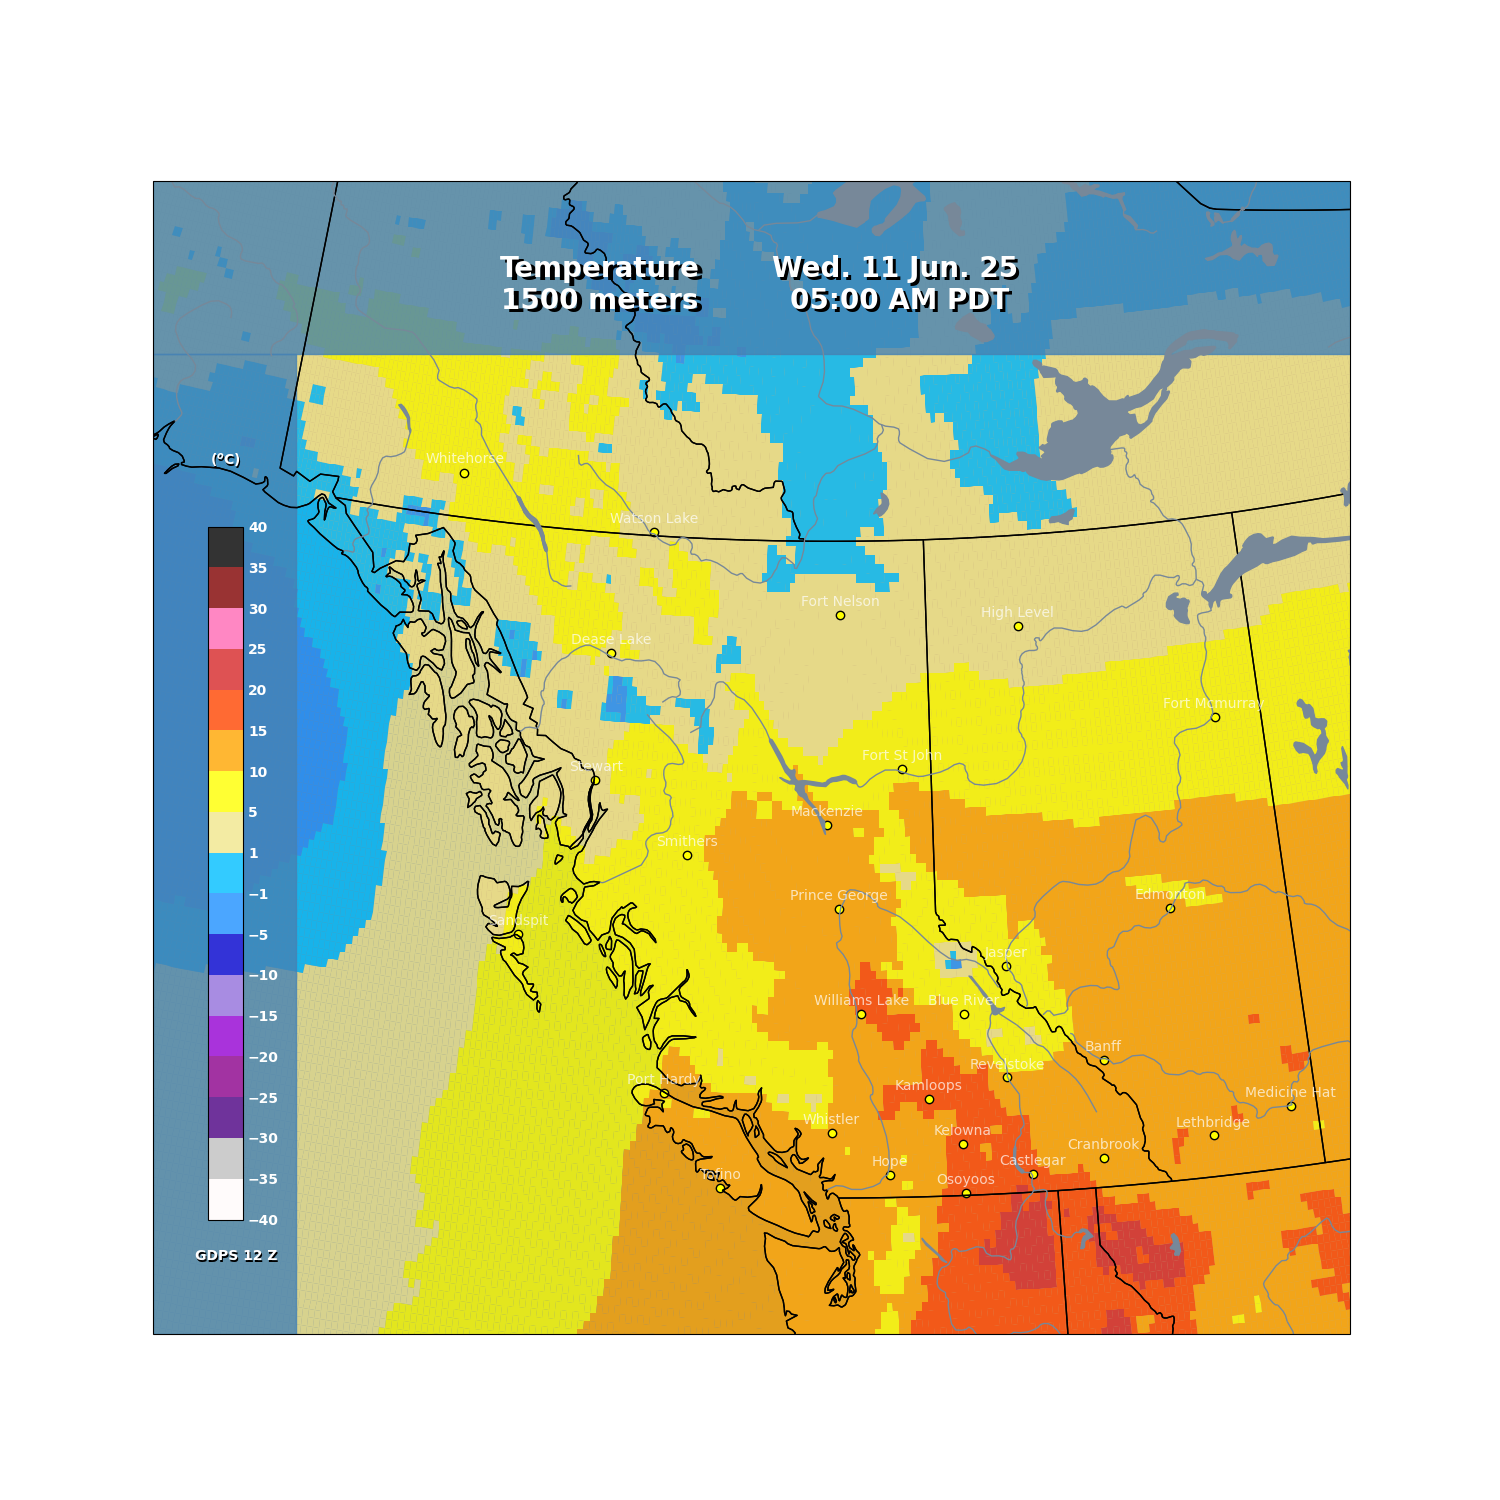 Temperature
1500 meters
Wed. 11 Jun. 25
05:00 AM PDT
(°C)
40
35
30
25
20
15
10
5
1
−1
−5
−10
−15
−20
−25
−30
−35
−40
GDPS 12 Z
Whitehorse
Watson Lake
Fort Nelson
High Level
Dease Lake
Fort Mcmurray
Fort St John
Stewart
Mackenzie
Smithers
Prince George
Edmonton
Sandspit
Jasper
Williams Lake
Blue River
Banff
Revelstoke
Port Hardy
Kamloops
Medicine Hat
Whistler
Lethbridge
Kelowna
Cranbrook
Hope
Castlegar
Tofino
Osoyoos